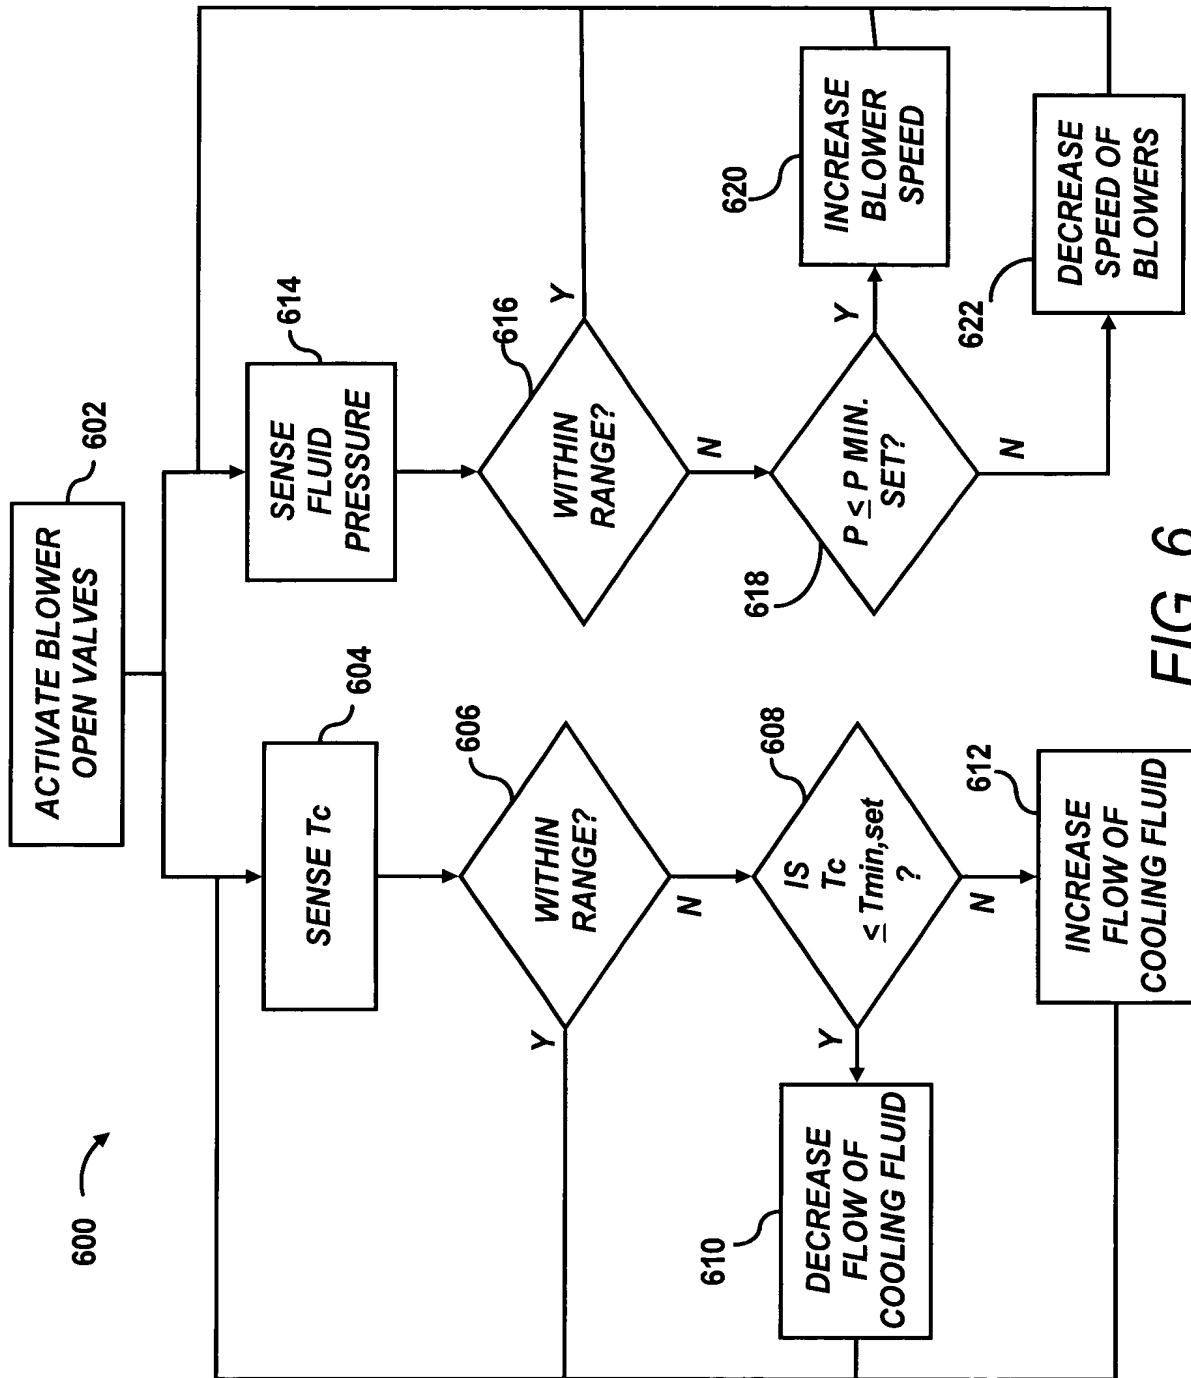 600
ACTIVATE BLOWER
OPEN VALVES
602
SENSE Tc
604
WITHIN
RANGE?
606
Y
N
IS
Tc
≤ Tmin,set
?
608
Y
N
DECREASE
FLOW OF
COOLING FLUID
610
INCREASE
FLOW OF
COOLING FLUID
612
SENSE
FLUID
PRESSURE
614
WITHIN
RANGE?
616
Y
N
P ≤ P MIN.
SET?
618
Y
N
INCREASE
BLOWER
SPEED
620
DECREASE
SPEED OF
BLOWERS
622
FIG 6